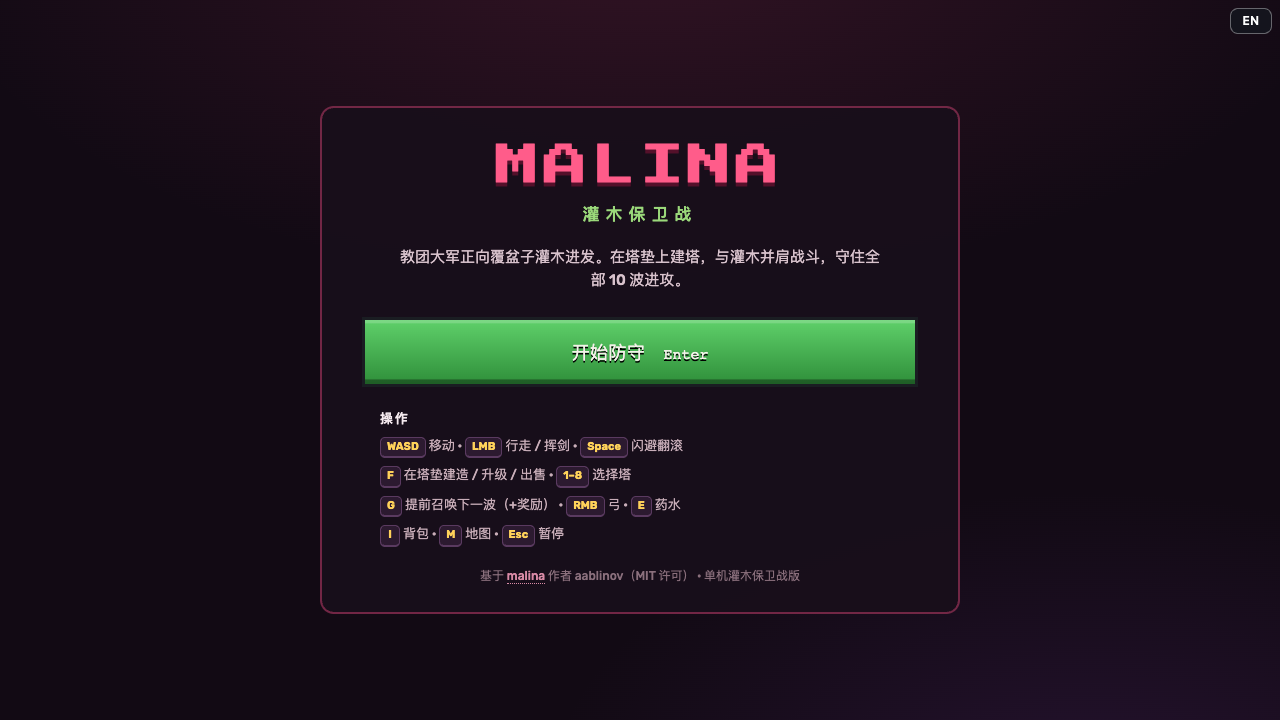 EN
MALINA
灌木保卫战
教团大军正向覆盆子灌木进发。在塔垫上建塔，与灌木并肩战斗，守住全
部 10 波进攻。
开始防守 Enter
操作
WASD 移动 • LMB 行走 / 挥剑 • Space 闪避翻滚
F 在塔垫建造 / 升级 / 出售 • 1–8 选择塔
G 提前召唤下一波（+奖励） • RMB 弓 • E 药水
I 背包 • M 地图 • Esc 暂停
基于 malina 作者 aablinov（MIT 许可） • 单机灌木保卫战版